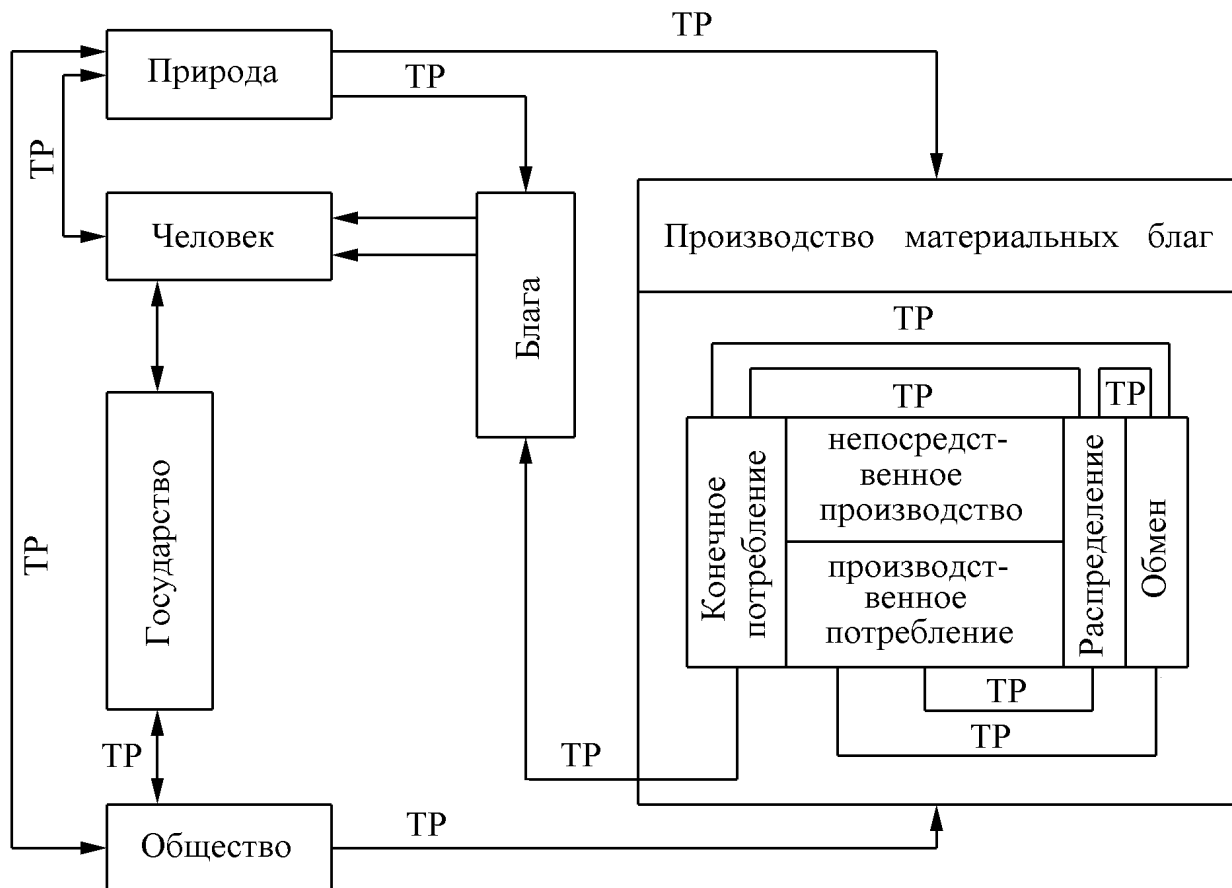 ТР
Природа
ТР
ТР
Человек
Блага
Производство материальных благ
ТР
ТР
ТР
Конечное
потребление
непосредст-
венное
производство
производст-
венное
потребление
Распределение
Обмен
ТР
ТР
Государство
ТР
ТР
ТР
Общество
ТР